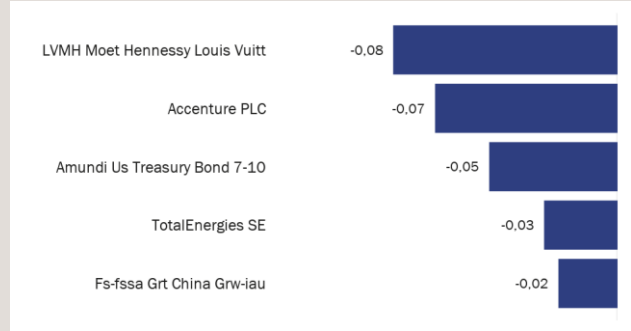 LVMH Moet Hennessy Louis Vuitt -0,08
Accenture PLC -0,07
Amundi Us Treasury Bond 7-10 -0,05
TotalEnergies SE -0,03
Fs-fssa Grt China Grw-iau -0,02